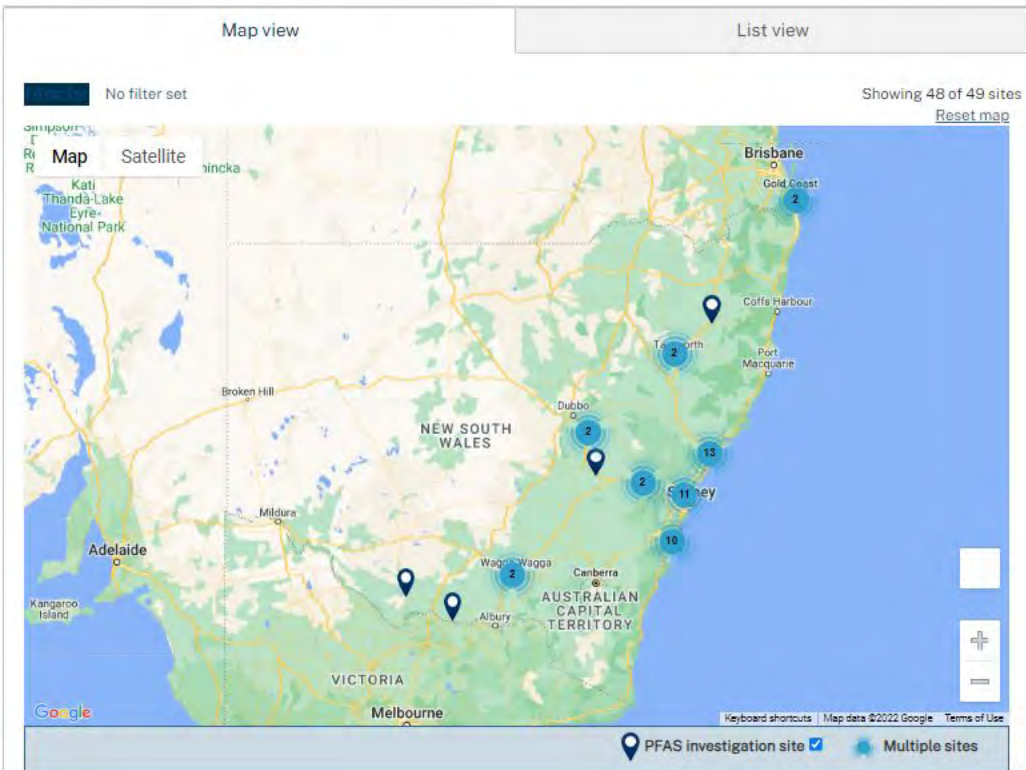 Map view
List view
No filter set
Showing 48 of 49 sites
Reset map
Map
Satellite
Brisbane
Kati
Thanda-Lake
Eyre-
National Park
Gold Coast
2
Coffs Harbour
2
Port
Macquarie
Broken Hill
Dubbo
NEW SOUTH
WALES
2
13
2
11
Mildura
10
Adelaide
2
Canberra
Kangaroo
Island
AUSTRALIAN
CAPITAL
TERRITORY
Albury
VICTORIA
Google
Melbourne
Keyboard shortcuts
Map data ©2022 Google
Terms of Use
PFAS investigation site
Multiple sites